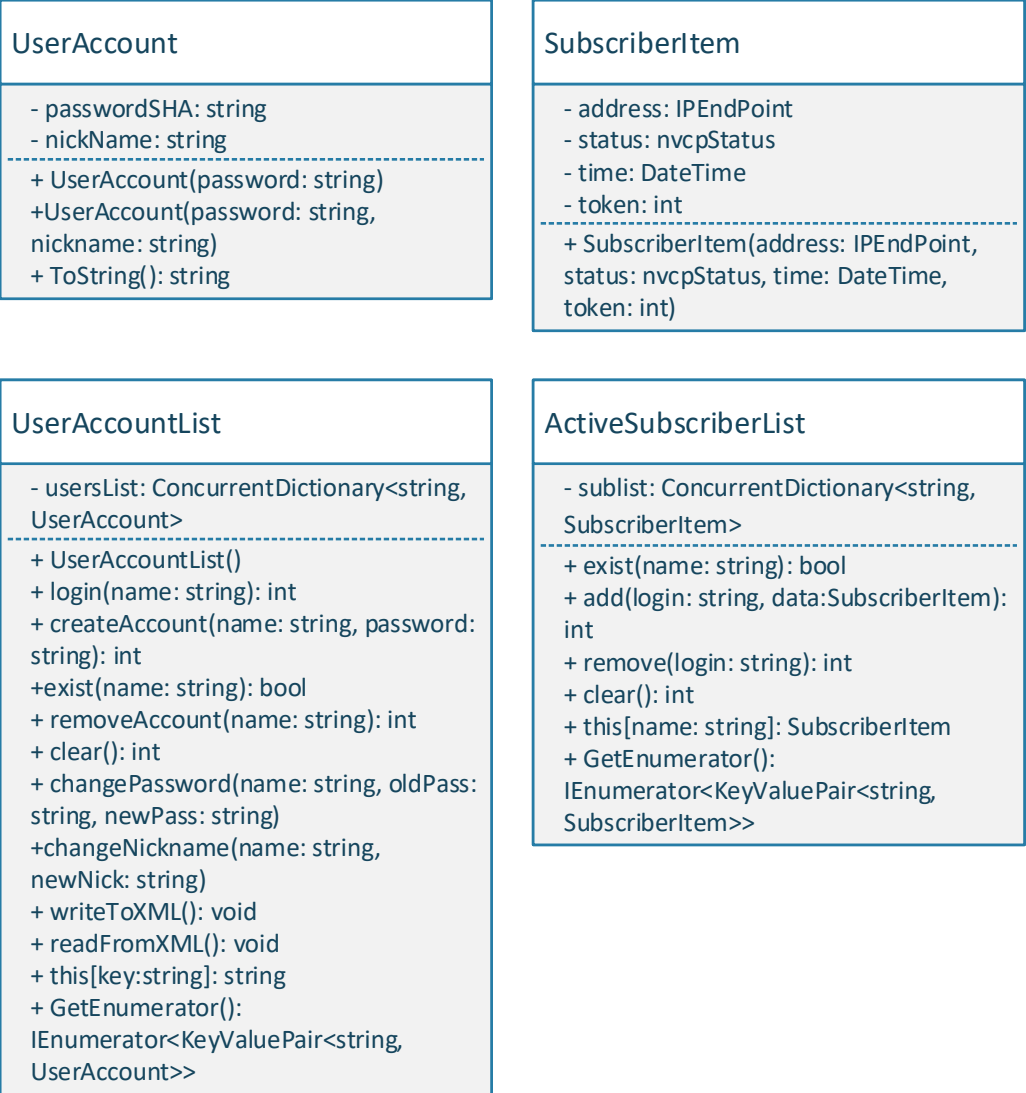 UserAccount
- passwordSHA: string
- nickName: string
+ UserAccount(password: string)
+UserAccount(password: string,
nickname: string)
+ ToString(): string
SubscriberItem
- address: IPEndPoint
- status: nvcpStatus
- time: DateTime
- token: int
+ SubscriberItem(address: IPEndPoint,
status: nvcpStatus, time: DateTime,
token: int)
UserAccountList
- usersList: ConcurrentDictionary<string,
UserAccount>
+ UserAccountList()
+ login(name: string): int
+ createAccount(name: string, password:
string): int
+exist(name: string): bool
+ removeAccount(name: string): int
+ clear(): int
+ changePassword(name: string, oldPass:
string, newPass: string)
+changeNickname(name: string,
newNick: string)
+ writeToXML(): void
+ readFromXML(): void
+ this[key:string]: string
+ GetEnumerator():
IEnumerator<KeyValuePair<string,
UserAccount>>
ActiveSubscriberList
- sublist: ConcurrentDictionary<string,
SubscriberItem>
+ exist(name: string): bool
+ add(login: string, data:SubscriberItem):
int
+ remove(login: string): int
+ clear(): int
+ this[name: string]: SubscriberItem
+ GetEnumerator():
IEnumerator<KeyValuePair<string,
SubscriberItem>>